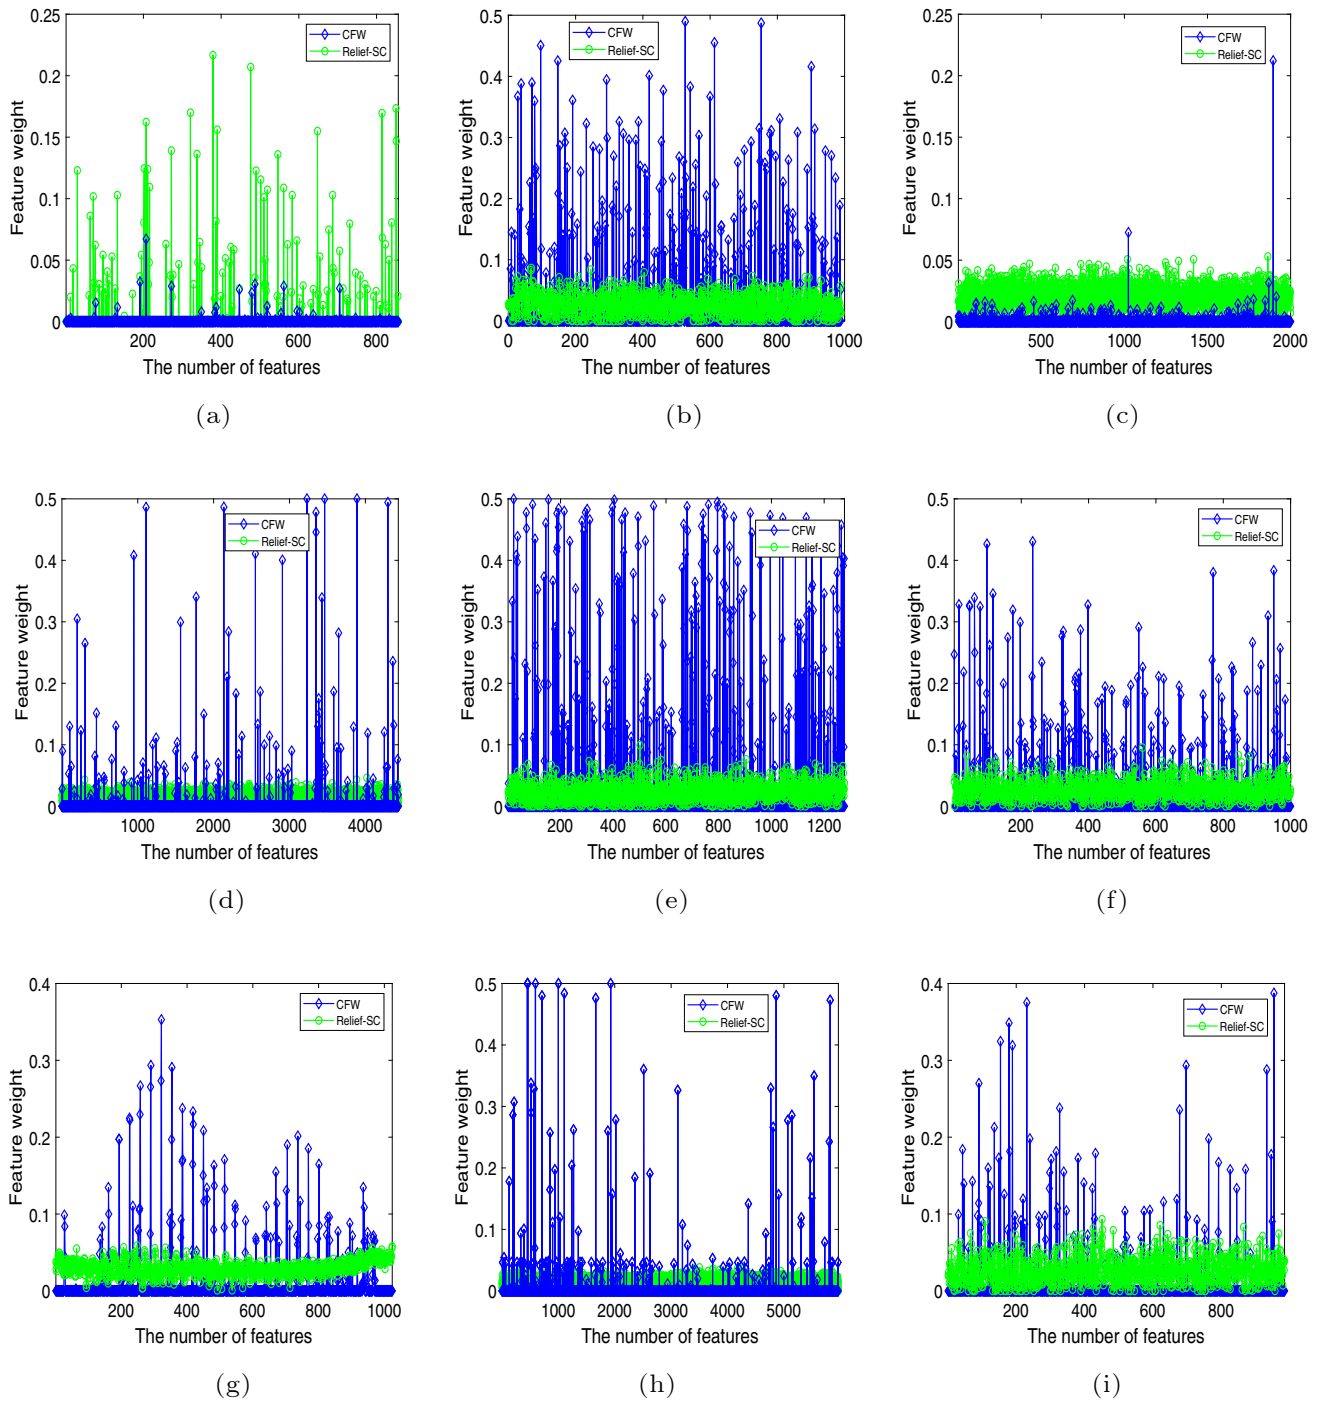 0.25
0.2
0.15
0.1
0.05
0
Feature weight
CFW
Relief-SC
200 400 600 800
The number of features
(a)
0.5
0.4
0.3
0.2
0.1
0
Feature weight
CFW
Relief-SC
0 200 400 600 800 1000
The number of features
(b)
0.25
0.2
0.15
0.1
0.05
0
Feature weight
CFW
Relief-SC
500 1000 1500 2000
The number of features
(c)
0.5
0.4
0.3
0.2
0.1
0
Feature weight
CFW
Relief-SC
1000 2000 3000 4000
The number of features
(d)
0.5
0.4
0.3
0.2
0.1
0
Feature weight
CFW
Relief-SC
200 400 600 800 1000 1200
The number of features
(e)
0.5
0.4
0.3
0.2
0.1
0
Feature weight
CFW
Relief-SC
200 400 600 800 1000
The number of features
(f)
0.4
0.3
0.2
0.1
0
Feature weight
CFW
Relief-SC
200 400 600 800 1000
The number of features
(g)
0.5
0.4
0.3
0.2
0.1
0
Feature weight
CFW
Relief-SC
1000 2000 3000 4000 5000
The number of features
(h)
0.4
0.3
0.2
0.1
0
Feature weight
CFW
Relief-SC
200 400 600 800
The number of features
(i)